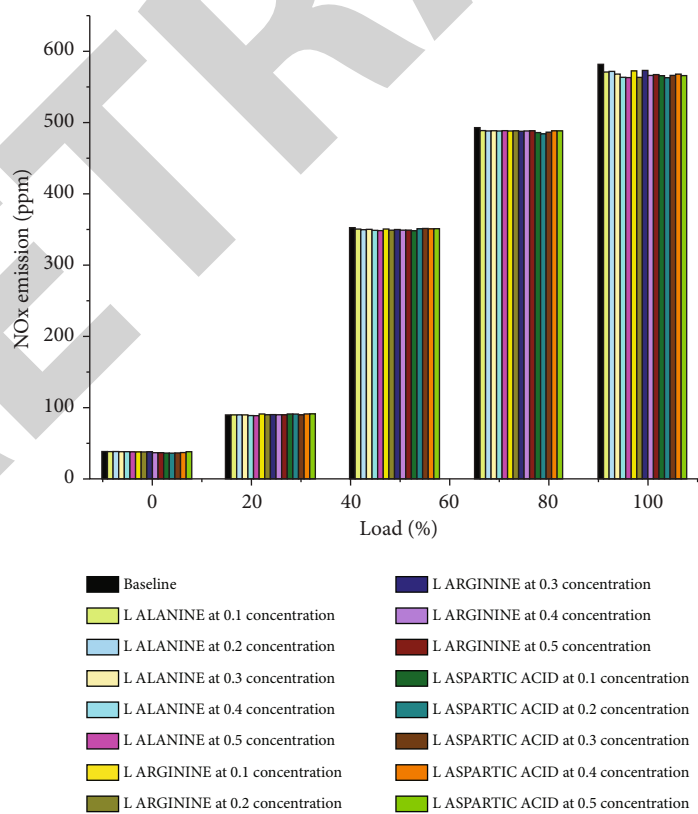 600
500
400
300
200
100
0
NOx emission (ppm)
0 20 40 60 80 100
Load (%)
Baseline
L ALANINE at 0.1 concentration
L ALANINE at 0.2 concentration
L ALANINE at 0.3 concentration
L ALANINE at 0.4 concentration
L ALANINE at 0.5 concentration
L ARGININE at 0.1 concentration
L ARGININE at 0.2 concentration
L ARGININE at 0.3 concentration
L ARGININE at 0.4 concentration
L ARGININE at 0.5 concentration
L ASPARTIC ACID at 0.1 concentration
L ASPARTIC ACID at 0.2 concentration
L ASPARTIC ACID at 0.3 concentration
L ASPARTIC ACID at 0.4 concentration
L ASPARTIC ACID at 0.5 concentration